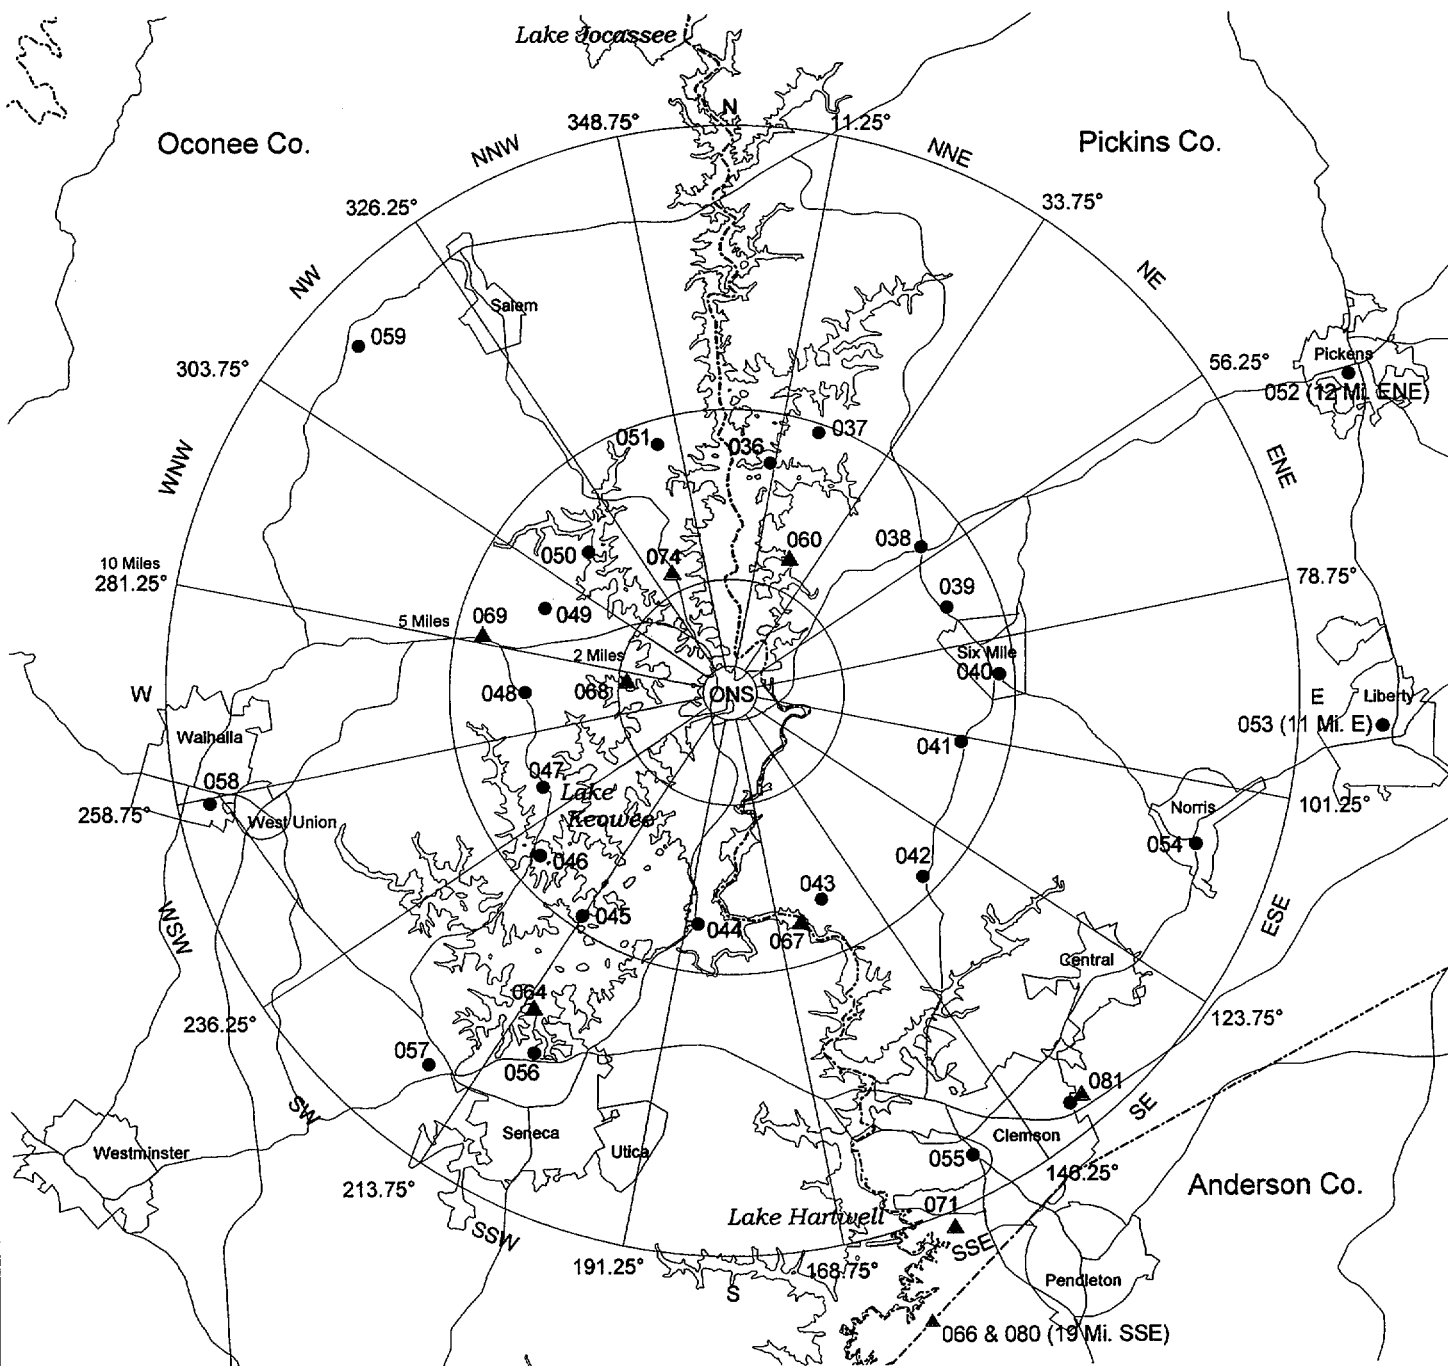 Lake Jocassee
N
348.75°
11.25°
Oconee Co.
NNW
NNE
Pickins Co.
326.25°
33.75°
NW
NE
Salem
059
303.75°
56.25°
Pickens
052 (12 Mi. ENE)
051
036
037
WNW
ENE
050
074
060
038
10 Miles
281.25°
78.75°
039
049
069
5 Miles
2 Miles
Six Mile
040
W
048
068
ONS
E
Liberty
053 (11 Mi. E)
Walhalla
041
058
047
Lake
Keowee
258.75°
West Union
Norris
101.25°
054
046
042
043
WSW
045
044
067
ESE
Central
064
236.25°
123.75°
057
056
081
SW
SE
Seneca
Clemson
Westminster
Utica
055
146.25°
213.75°
Anderson Co.
071
Lake Hartwell
SSW
SSE
191.25°
168.75°
S
Pendleton
066 & 080 (19 Mi. SSE)